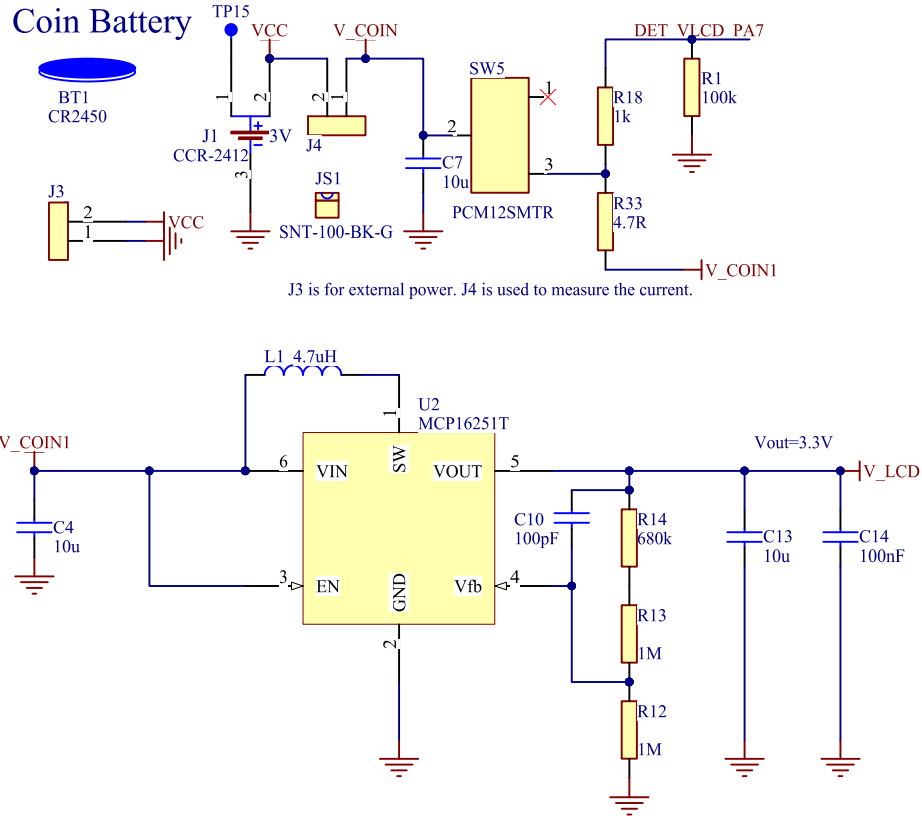 Coin Battery
BT1
CR2450
TP15
VCC
V_COIN
1
2
J1
CCR-2412
+
3V
-
3
2
1
J4
JS1
SNT-100-BK-G
C7
10u
SW5
1
2
3
PCM12SMTR
DET_VLCD_PA7
R18
1k
R1
100k
R33
4.7R
V_COIN1
J3
2
VCC
1
J3 is for external power. J4 is used to measure the current.
L1 4.7uH
U2
MCP16251T
1
V_COIN1
6
VIN
SW
VOUT
5
Vout=3.3V
V_LCD
C4
10u
C10
100pF
R14
680k
C13
10u
C14
100nF
3
EN
GND
Vfb
4
R13
1M
2
R12
1M